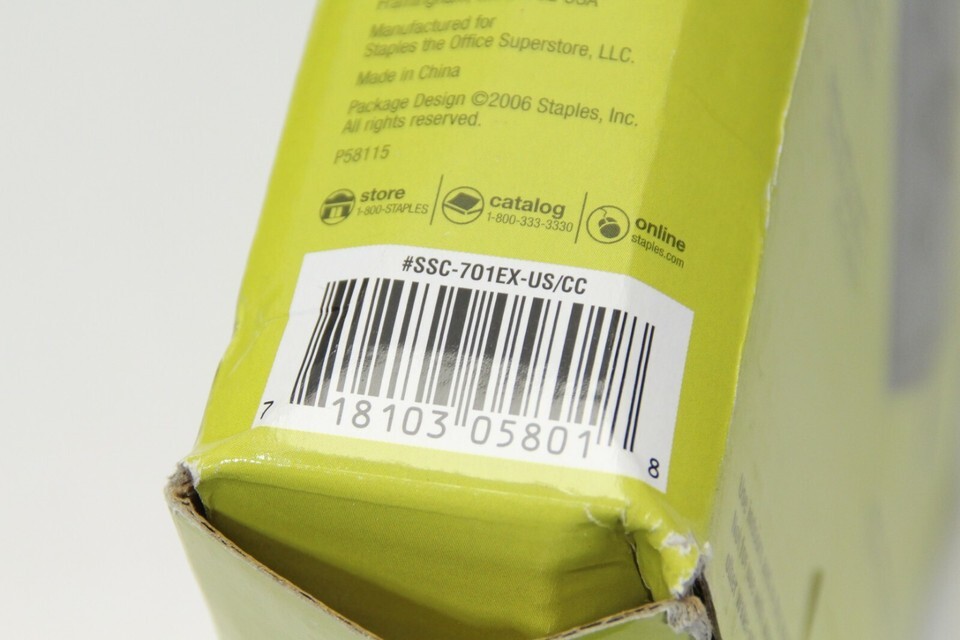 USA
Manufactured for
Staples the Office Superstore, LLC.
Made in China
Package Design ©2006 Staples, Inc.
All rights reserved.
P58115
store
1-800-STAPLES
catalog
1-800-333-3330
online
staples.com
#SSC-701EX-US/CC
7 18103 05801 8